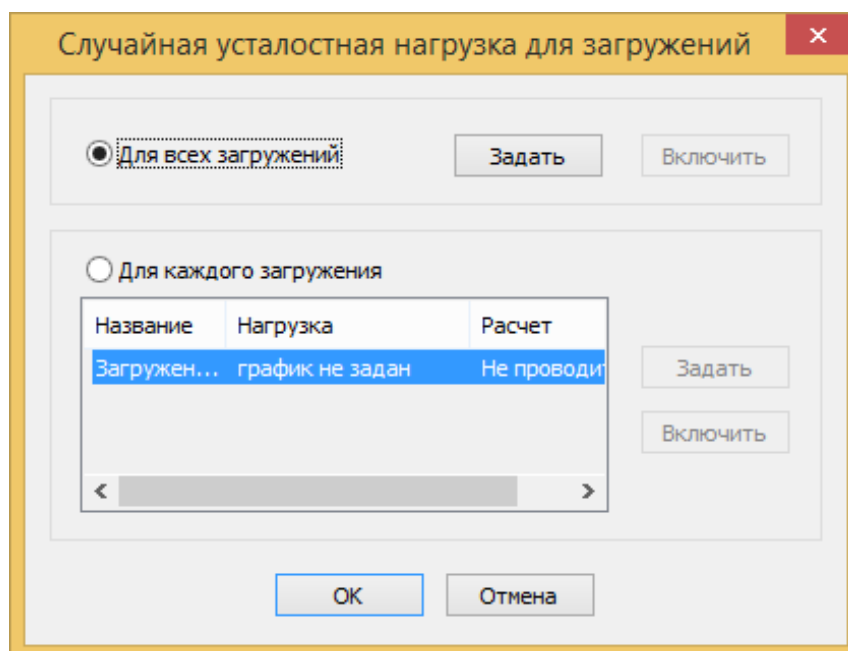 Случайная усталостная нагрузка для загружений
Для всех загружений Задать Включить
Для каждого загружения
Название Нагрузка Расчет
Загружен... график не задан Не проводит
Задать
Включить
OK Отмена